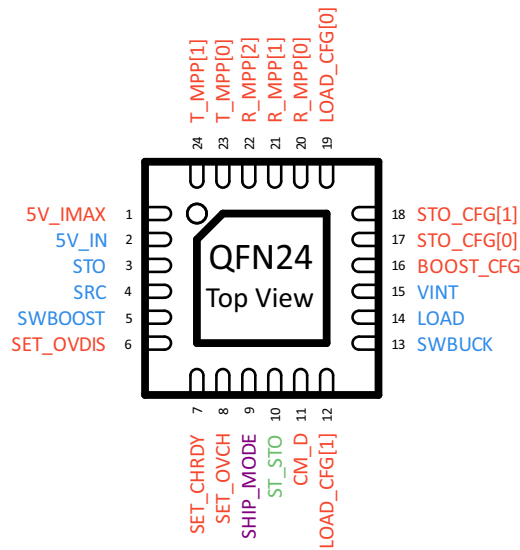 T_MPP[1]
T_MPP[0]
R_MPP[2]
R_MPP[1]
R_MPP[0]
LOAD_CFG[0]
24
23
22
21
20
19
5V_IMAX 1
5V_IN 2
STO 3
SRC 4
SWBOOST 5
SET_OVDIS 6
QFN24
Top View
18 STO_CFG[1]
17 STO_CFG[0]
16 BOOST_CFG
15 VINT
14 LOAD
13 SWBUCK
7
8
9
10
11
12
SET_CHRDY
SET_OVCH
SHIP_MODE
ST_STO
CM_D
LOAD_CFG[1]